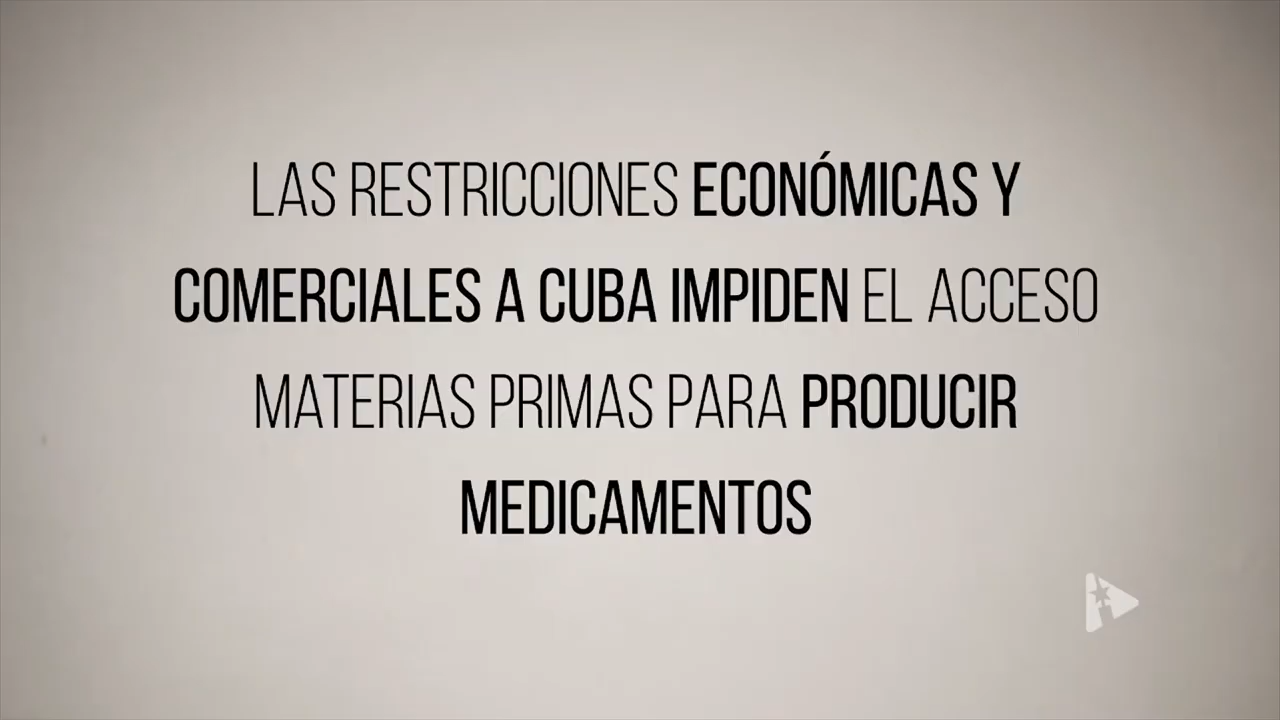 LAS RESTRICCIONES ECONÓMICAS Y
COMERCIALES A CUBA IMPIDEN EL ACCESO
MATERIAS PRIMAS PARA PRODUCIR
MEDICAMENTOS